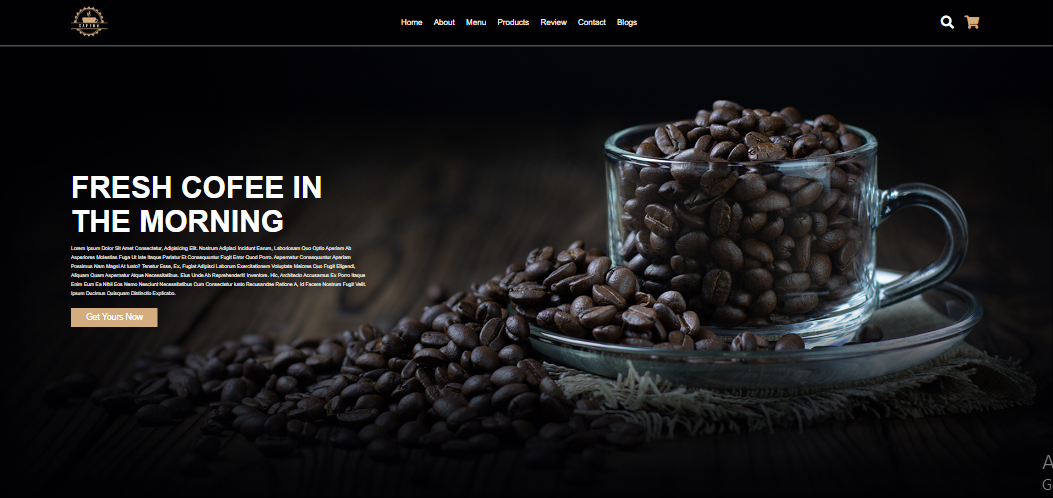 Home About Menu Products Review Contact Blogs
FRESH COFEE IN
THE MORNING
Lorem Ipsum Dolor Sit Amet Consectetur, Adipisicing Elit. Nostrum Adipisci Incidunt Earum, Laboriosam Quo Optio Aperiam Ab
Asperiores Molestias Fuga Ut Iste Itaque Pariatur Et Consequuntur Fugit Error Quod Porro. Aspernatur Consequuntur Aperiam
Possimus Nam Magni At Iusto? Tenetur Esse, Ex, Fugiat Adipisci Laborum Exercitationem Voluptate Maiores Quo Fugit Eligendi,
Aliquam Quam Aspernatur Atque Necessitatibus. Eius Unde Ab Reprehenderit Inventore. Hic, Architecto Accusamus Ex Porro Itaque
Enim Eum Ea Nihil Eos Nemo Nesciunt Necessitatibus Cum Consectetur Iusto Recusandae Ratione A, Id Facere Nostrum Fugit Velit.
Ipsum Ducimus Quisquam Distinctio Explicabo.
Get Yours Now
A
G